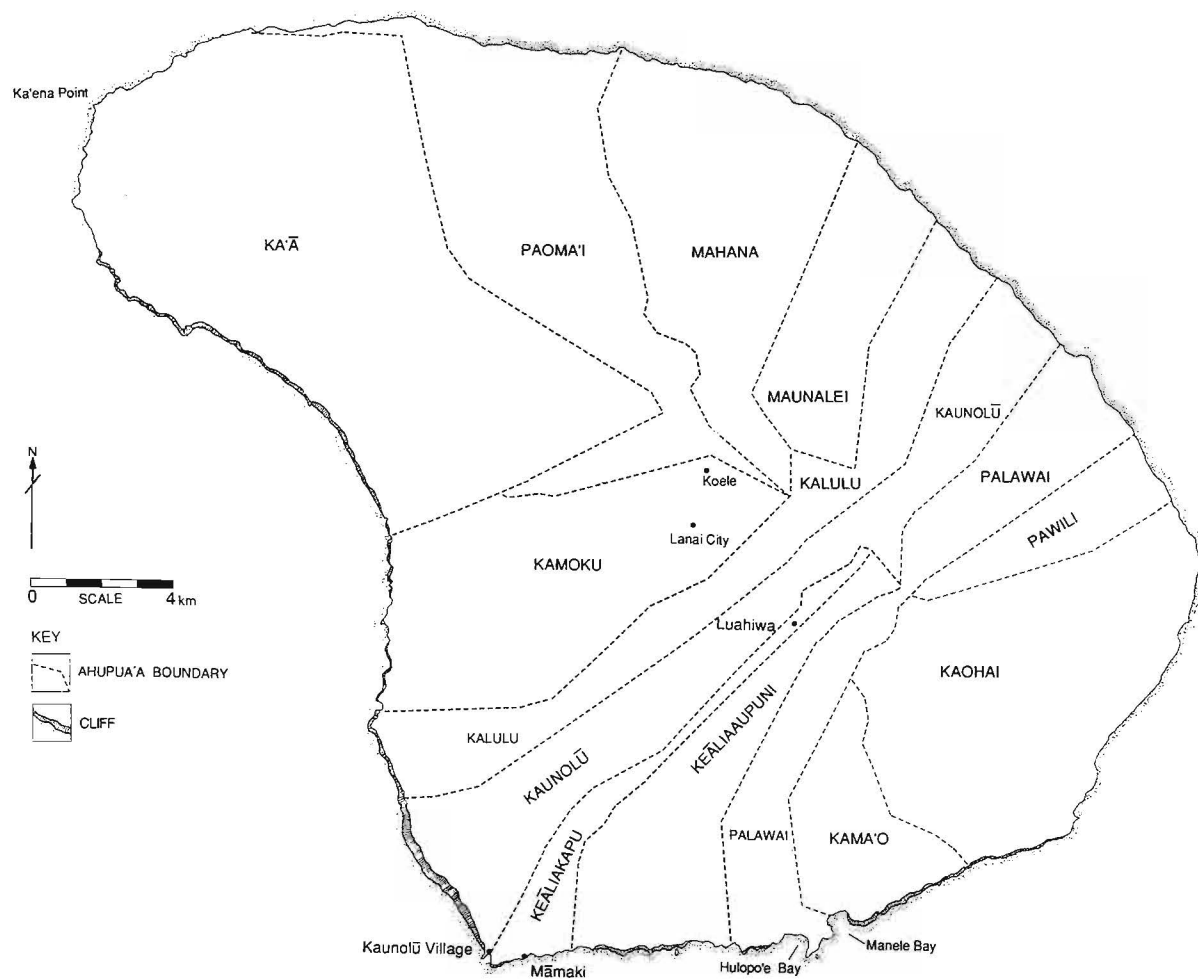 Ka'ena Point
KA'Ā
PAOMA'I
MAHANA
MAUNALEI
KAUNOLŪ
KALULU
PALAWAI
PAWILI
Koele
Lanai City
KAMOKU
Luahiwa
KAOHAI
KEĀLIAAUPUNI
KALULU
KAUNOLŪ
KEĀLIAKAPU
PALAWAI
KAMA'O
Kaunolū Village
Māmaki
Hulopo'e Bay
Manele Bay
N
0 SCALE 4 km
KEY
AHUPUA'A BOUNDARY
CLIFF